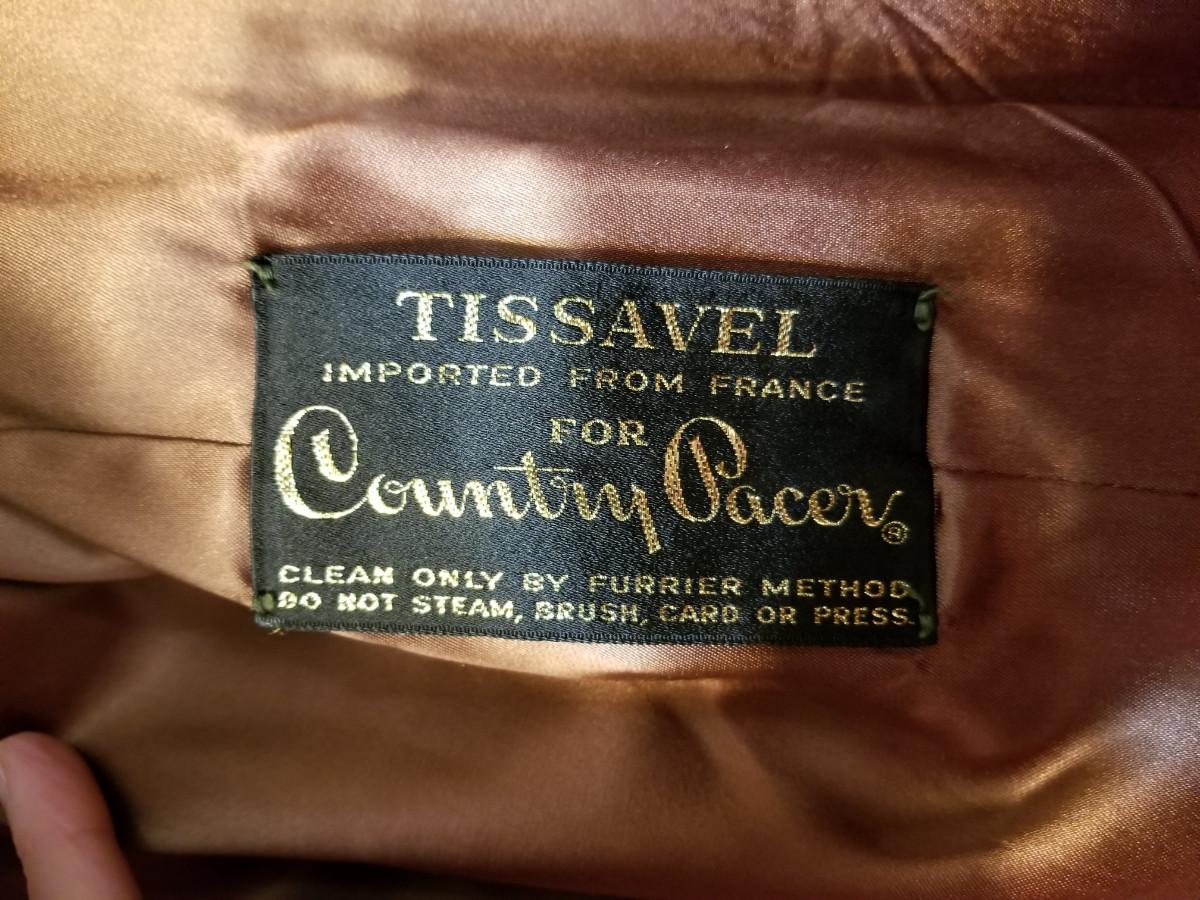 TISSAVEL
IMPORTED FROM FRANCE
FOR
Country Pacer®
CLEAN ONLY BY FURRIER METHOD
DO NOT STEAM, BRUSH, CARD OR PRESS.